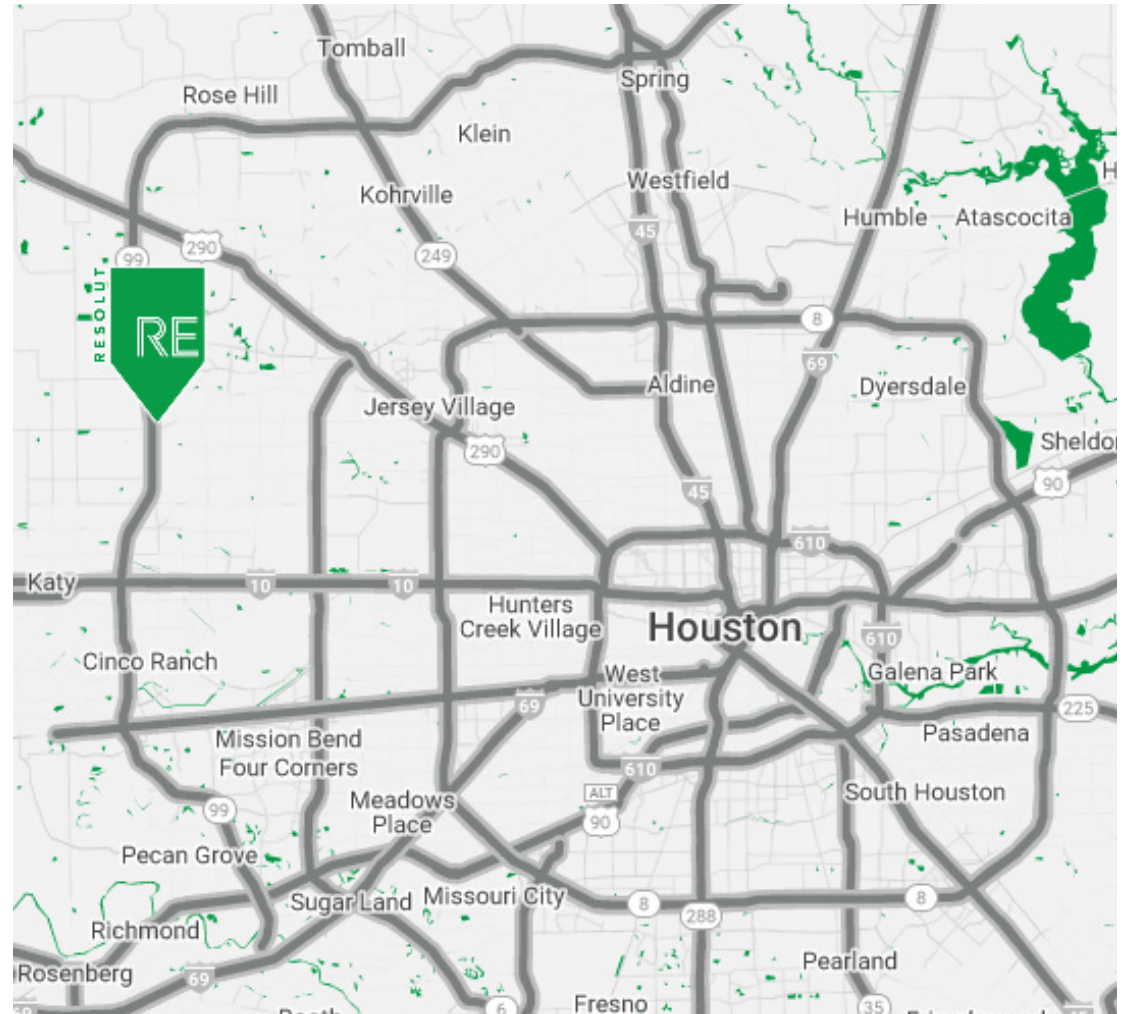 Tomball
Spring
Rose Hill
Klein
Westfield
Kohrville
45
Humble
Atascocita
H
290
99
249
RESOLUT
RE
8
69
Aldine
Dyersdale
Jersey Village
290
Sheldo
90
45
610
Katy
10
10
Hunters
Creek Village
Houston
610
Cinco Ranch
Galena Park
West
University
Place
69
225
Pasadena
Mission Bend
Four Corners
610
Meadows
Place
ALT
90
South Houston
99
Pecan Grove
Sugar Land
Missouri City
8
8
288
Richmond
Pearland
Rosenberg
69
Fresno
6
35